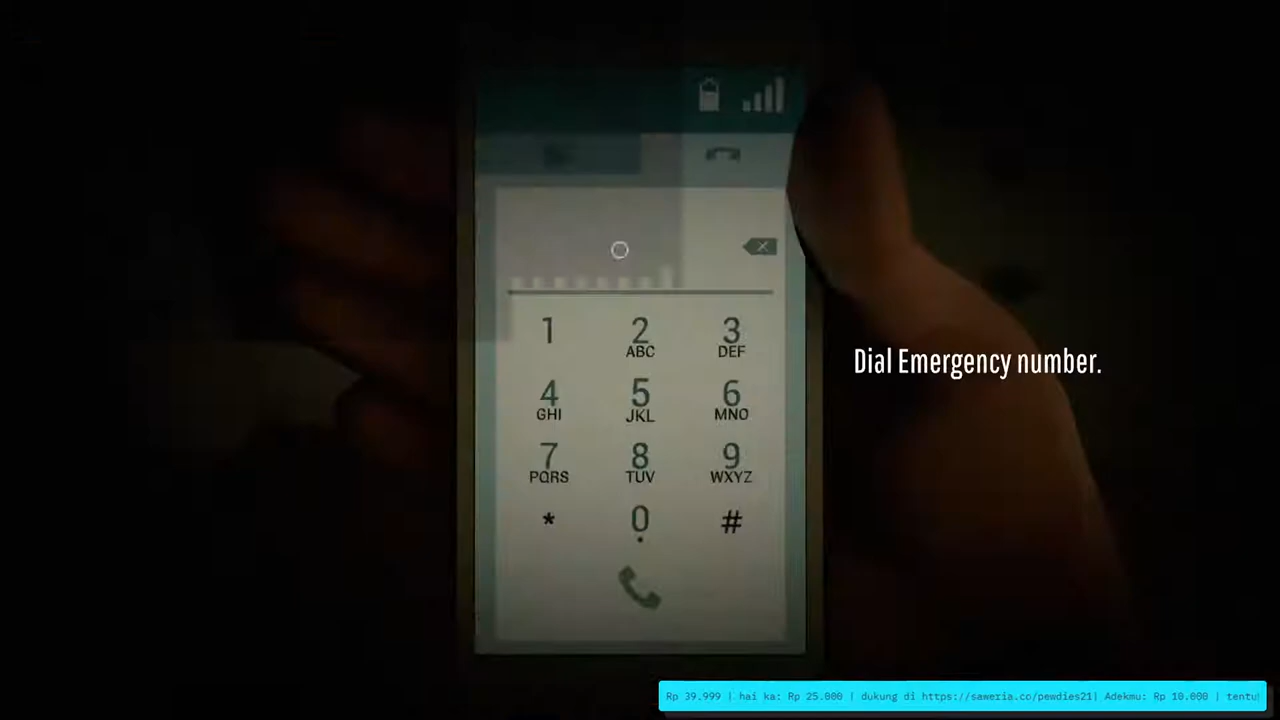 1 2 3
ABC DEF
4 5 6
GHI JKL MNO
7 8 9
PQRS TUV WXYZ
* 0 #
Dial Emergency number.
Rp 39.999 | hai ka: Rp 25.000 | dukung di https://saweria.co/pewdies21| Adekmu: Rp 10.000 | tentu